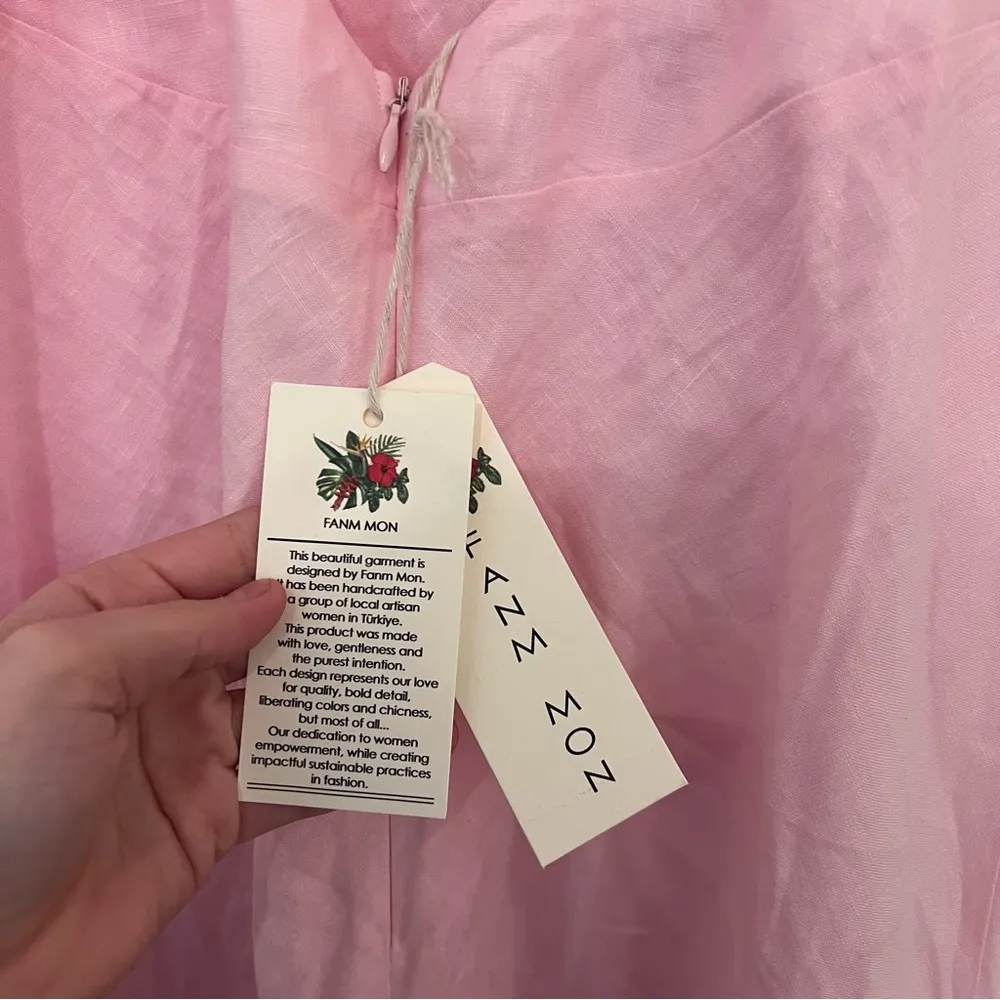 FANM MON
This beautiful garment is
designed by Fanm Mon.
It has been handcrafted by
a group of local artisan
women in Türkiye.
This product was made
with love, gentleness and
the purest intention.
Each design represents our love
for quality, bold detail,
liberating colors and chicness,
but most of all...
Our dedication to women
empowerment, while creating
impactful sustainable practices
in fashion.
FANM MON